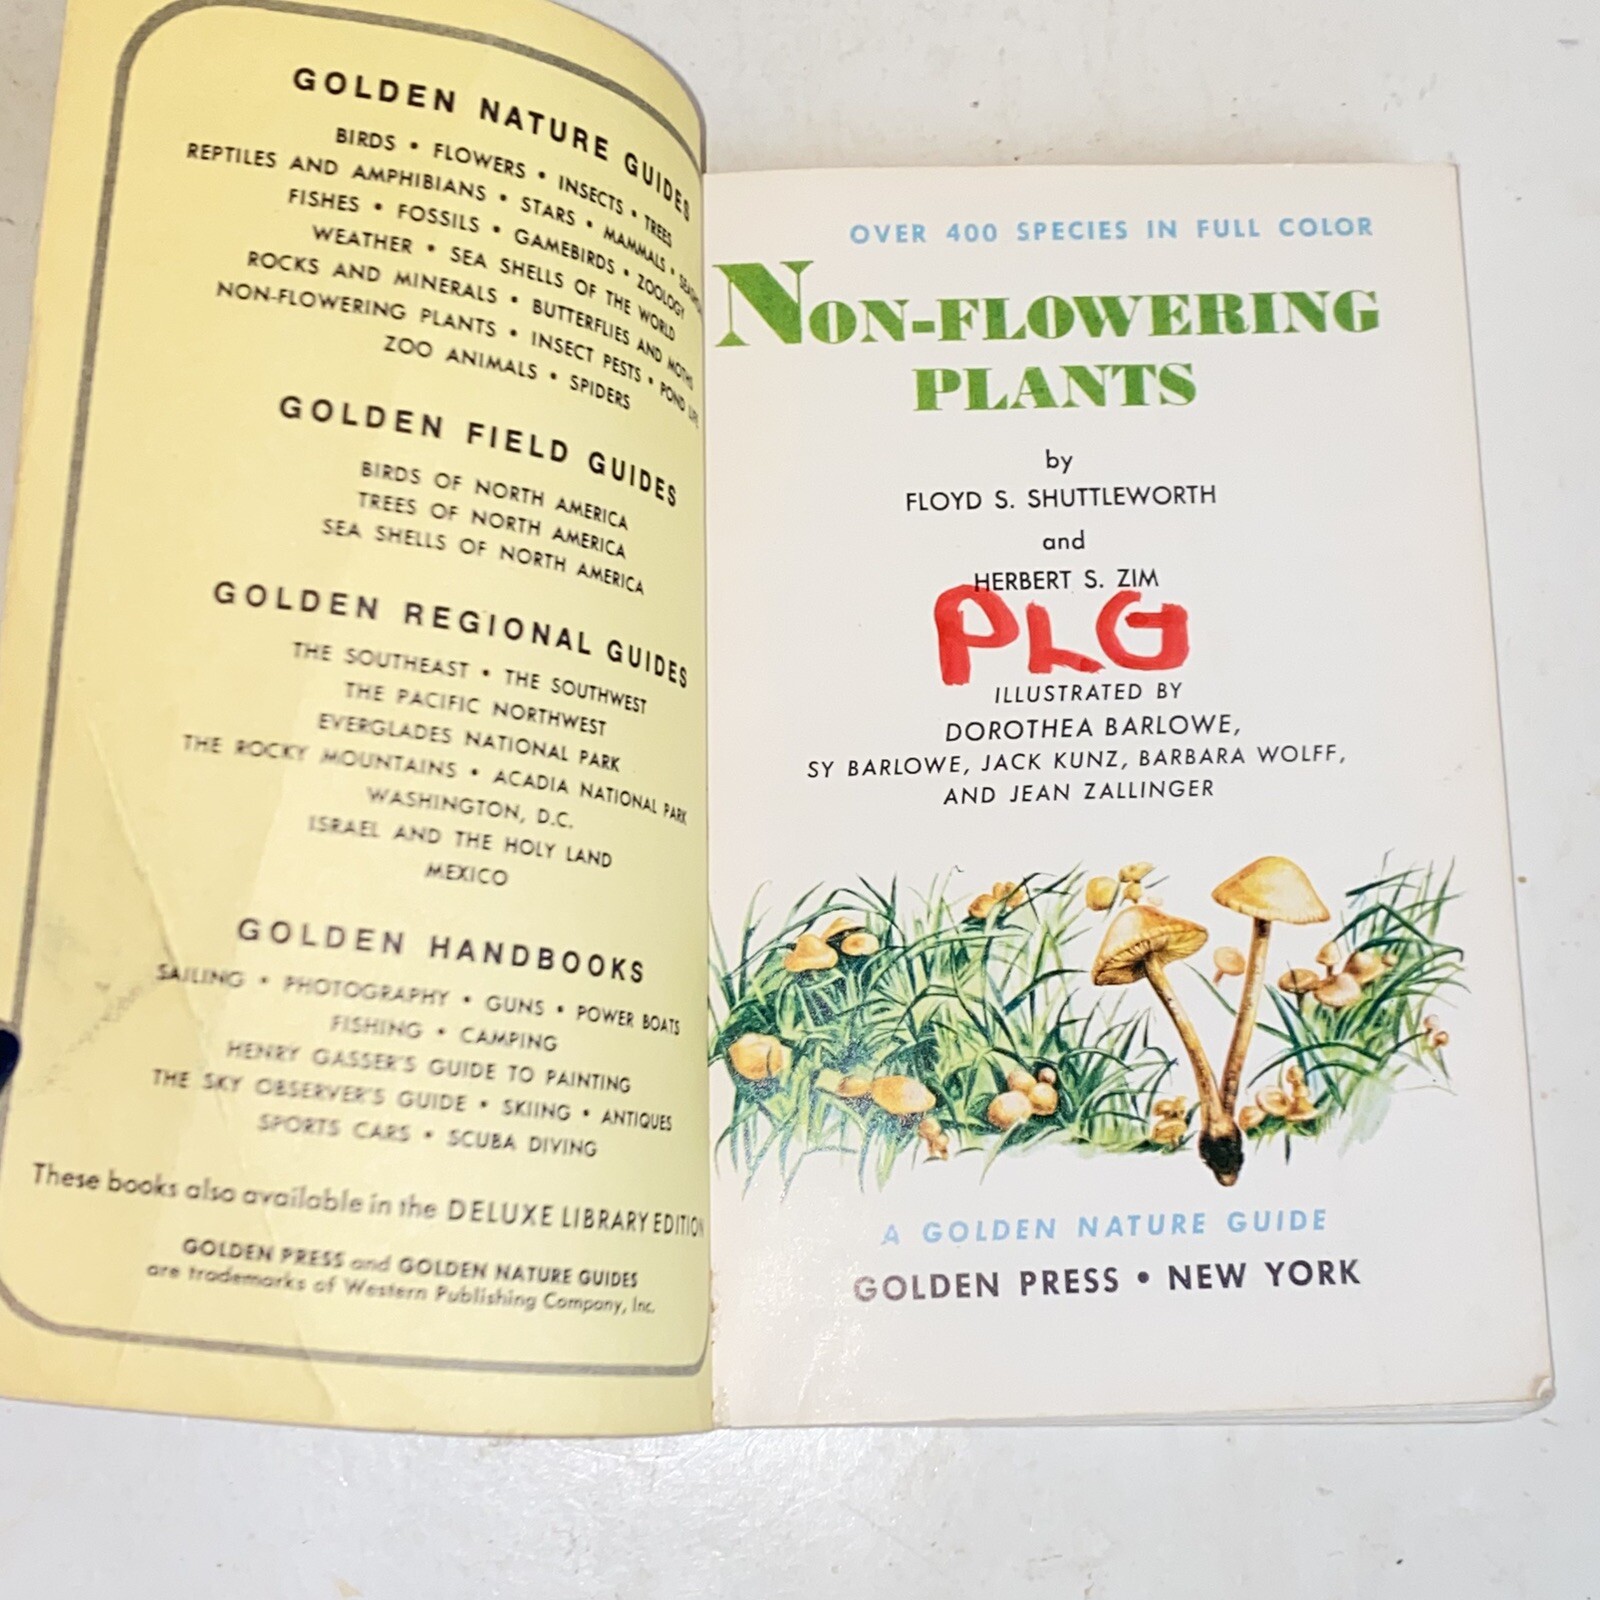 GOLDEN NATURE GUIDES
BIRDS • FLOWERS • INSECTS • TREES
REPTILES AND AMPHIBIANS • STARS • MAMMALS •
FISHES • FOSSILS • GAMEBIRDS • ZOOLOGY
WEATHER • SEA SHELLS OF THE WORLD
ROCKS AND MINERALS • BUTTERFLIES AND MOTHS
NON-FLOWERING PLANTS • INSECT PESTS • POND LIFE
ZOO ANIMALS • SPIDERS
GOLDEN FIELD GUIDES
BIRDS OF NORTH AMERICA
TREES OF NORTH AMERICA
SEA SHELLS OF NORTH AMERICA
GOLDEN REGIONAL GUIDES
THE SOUTHEAST • THE SOUTHWEST
THE PACIFIC NORTHWEST
EVERGLADES NATIONAL PARK
THE ROCKY MOUNTAINS • ACADIA NATIONAL PARK
WASHINGTON, D.C.
ISRAEL AND THE HOLY LAND
MEXICO
GOLDEN HANDBOOKS
SAILING • PHOTOGRAPHY • GUNS • POWER BOATS
FISHING • CAMPING
HENRY GASSER'S GUIDE TO PAINTING
THE SKY OBSERVER'S GUIDE • SKIING • ANTIQUES
SPORTS CARS • SCUBA DIVING
These books also available in the DELUXE LIBRARY EDITION
GOLDEN PRESS and GOLDEN NATURE GUIDES
are trademarks of Western Publishing Company, Inc.
OVER 400 SPECIES IN FULL COLOR
NON-FLOWERING
PLANTS
by
FLOYD S. SHUTTLEWORTH
and
HERBERT S. ZIM
PLG
ILLUSTRATED BY
DOROTHEA BARLOWE,
SY BARLOWE, JACK KUNZ, BARBARA WOLFF,
AND JEAN ZALLINGER
A GOLDEN NATURE GUIDE
GOLDEN PRESS • NEW YORK